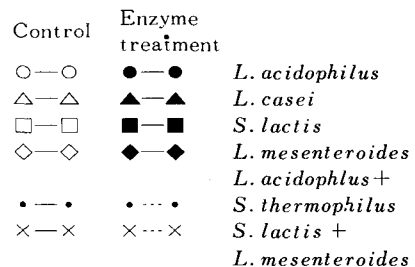 Control
Enzyme
treatment
L. acidophilus
L. casei
S. lactis
L. mesenteroides
L. acidophlus+
S. thermophilus
S. lactis +
L. mesenteroides